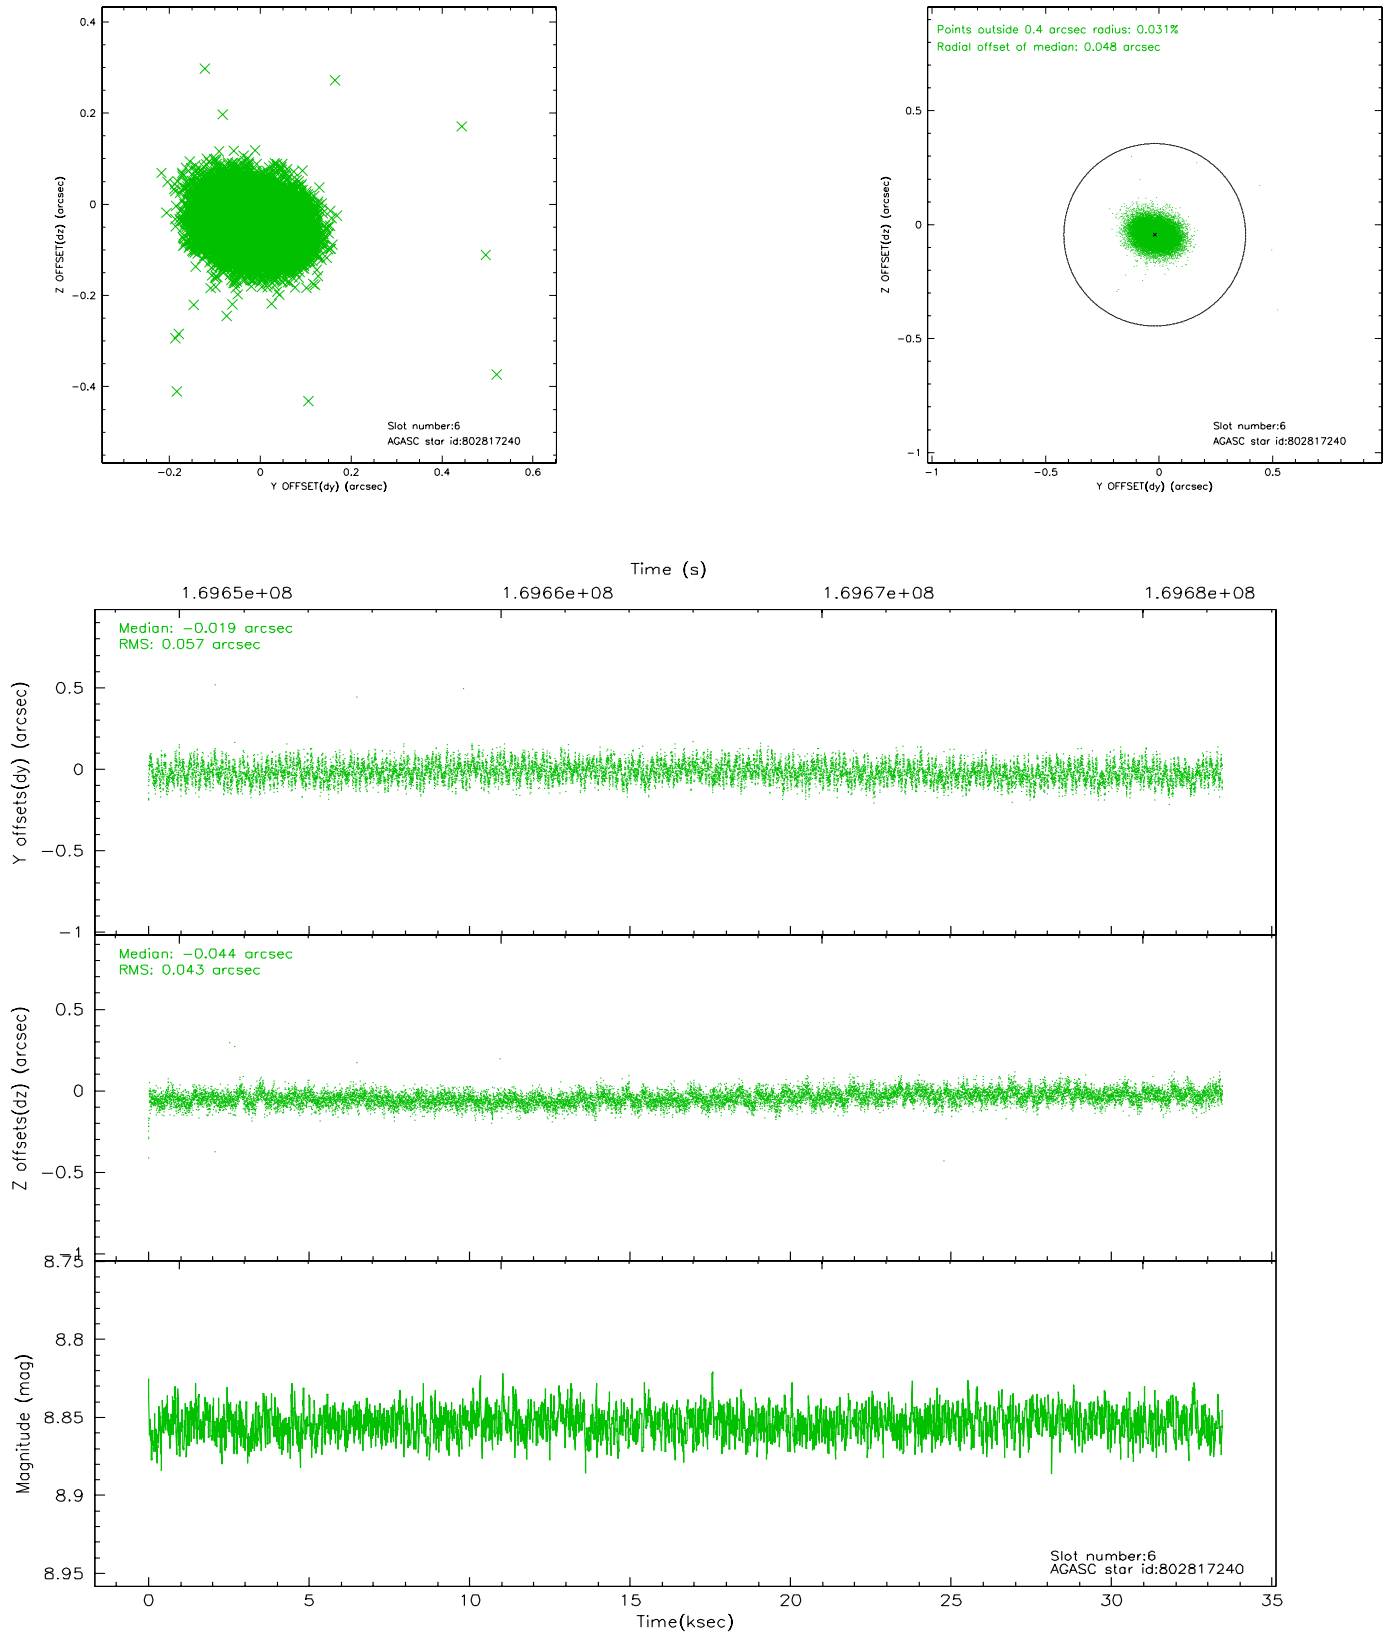 0.4
0.2
0
−0.2
−0.4
Z OFFSET(dz) (arcsec)
Slot number:6
AGASC star id:802817240
−0.2 0 0.2 0.4 0.6
Y OFFSET(dy) (arcsec)
Points outside 0.4 arcsec radius: 0.031%
Radial offset of median: 0.048 arcsec
0.5
0
−0.5
−1
Z OFFSET(dz) (arcsec)
Slot number:6
AGASC star id:802817240
−1 −0.5 0 0.5
Y OFFSET(dy) (arcsec)
Time (s)
1.6965e+08 1.6966e+08 1.6967e+08 1.6968e+08
Median: −0.019 arcsec
RMS: 0.057 arcsec
0.5
0
−0.5
−1
Y offsets(dy) (arcsec)
Median: −0.044 arcsec
RMS: 0.043 arcsec
0.5
0
−0.5
−1
Z offsets(dz) (arcsec)
8.75
8.8
8.85
8.9
8.95
Magnitude (mag)
Slot number:6
AGASC star id:802817240
0 5 10 15 20 25 30 35
Time(ksec)